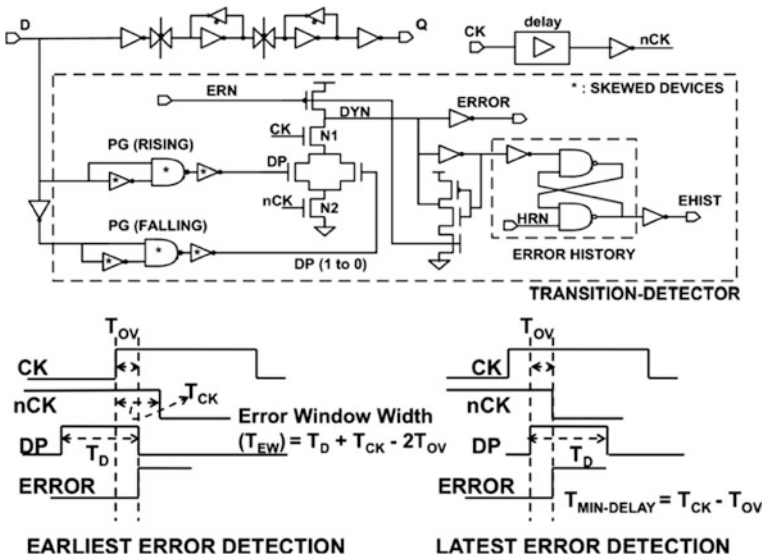 D
Q
CK
delay
nCK
* : SKEWED DEVICES
ERN
DYN
ERROR
CK
N1
PG (RISING)
DP
*
*
*
nCK
N2
HRN
EHIST
PG (FALLING)
*
*
*
DP (1 to 0)
ERROR HISTORY
TRANSITION-DETECTOR
TOV
CK
nCK
TCK
DP
TD
ERROR
Error Window Width
(TEW) = TD + TCK - 2TOV
EARLIEST ERROR DETECTION
TOV
CK
nCK
DP
TD
ERROR
TMIN-DELAY = TCK - TOV
LATEST ERROR DETECTION